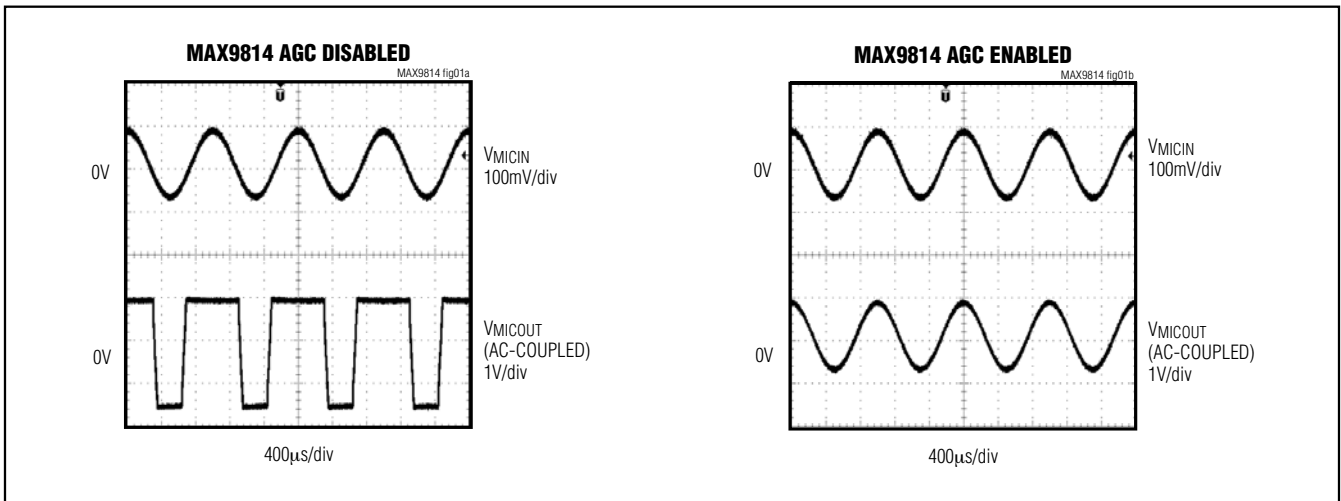 MAX9814 AGC DISABLED
MAX9814 fig01a
0V
VMICIN
100mV/div
0V
VMICOUT
(AC-COUPLED)
1V/div
400μs/div
MAX9814 AGC ENABLED
MAX9814 fig01b
0V
VMICIN
100mV/div
0V
VMICOUT
(AC-COUPLED)
1V/div
400μs/div